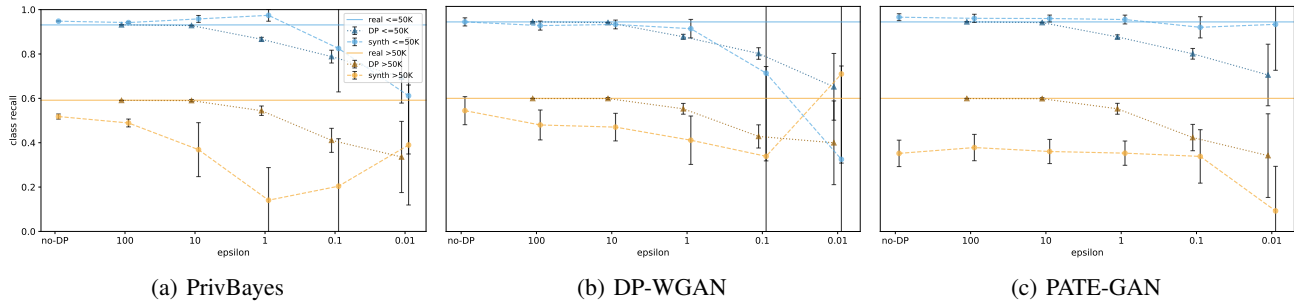 1.0
0.8
0.6
0.4
0.2
0.0
class recall
real <=50K
DP <=50K
synth <=50K
real >50K
DP >50K
synth >50K
no-DP 100 10 1 0.1 0.01
epsilon
no-DP 100 10 1 0.1 0.01
epsilon
no-DP 100 10 1 0.1 0.01
epsilon
(a) PrivBayes
(b) DP-WGAN
(c) PATE-GAN